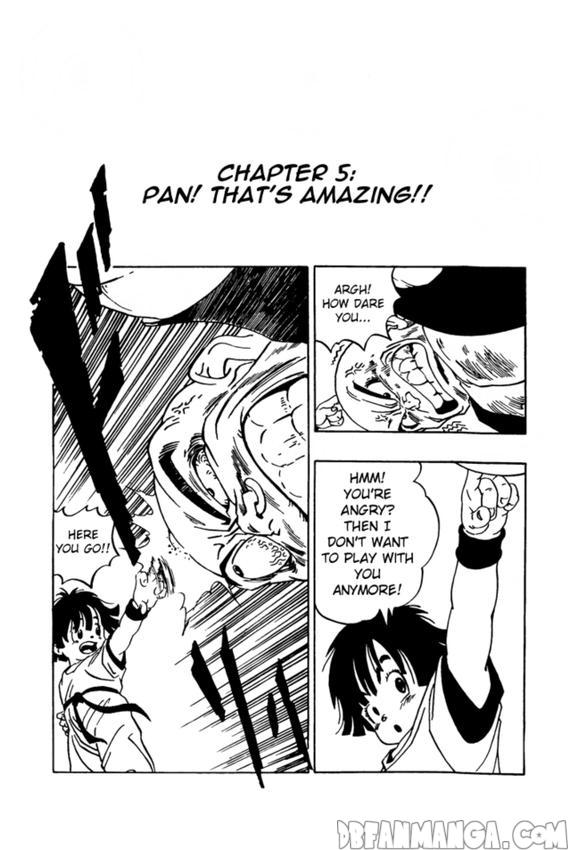 CHAPTER 5:
PAN! THAT'S AMAZING!!
ARGH!
HOW DARE
YOU...
HMM!
YOU'RE
ANGRY?
THEN I
DON'T WANT
TO PLAY WITH
YOU
ANYMORE!
HERE
YOU GO!!
DBFANMANGA.COM